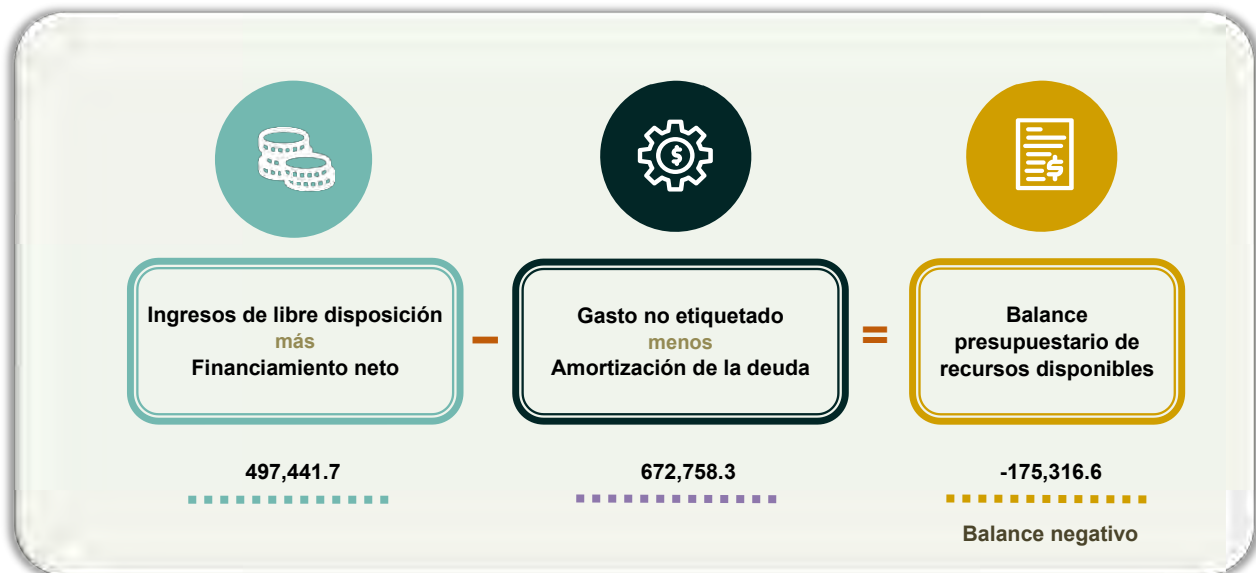 Ingresos de libre disposición
más
Financiamiento neto
−
Gasto no etiquetado
menos
Amortización de la deuda
=
Balance
presupuestario de
recursos disponibles
497,441.7
672,758.3
-175,316.6
Balance negativo